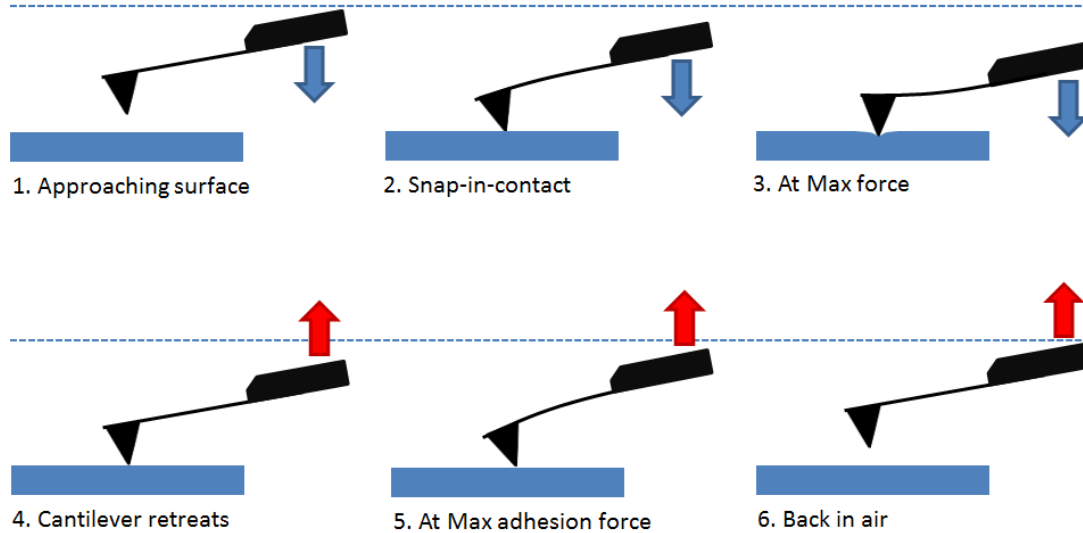 1. Approaching surface
2. Snap-in-contact
3. At Max force
4. Cantilever retreats
5. At Max adhesion force
6. Back in air